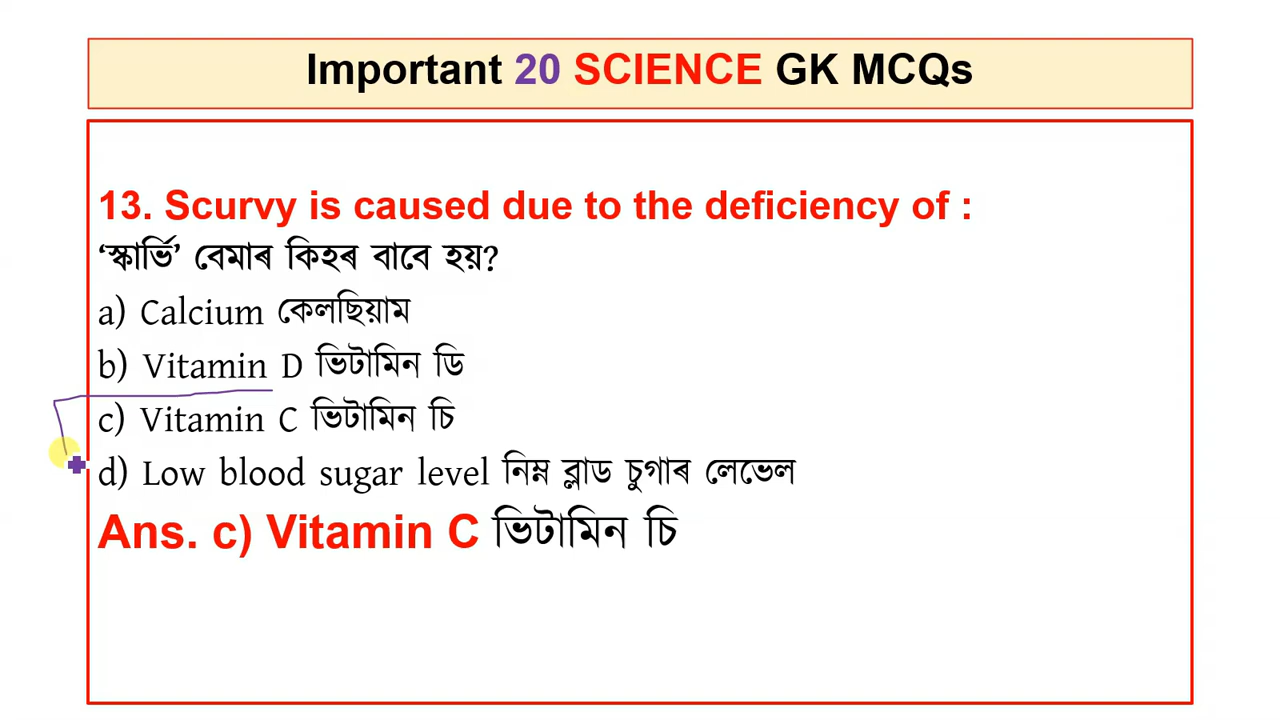 Important 20 SCIENCE GK MCQs
13. Scurvy is caused due to the deficiency of :
‘স্কাৰ্ভি’ বেমাৰ কিহৰ বাবে হয়?
a) Calcium কেলছিয়াম
b) Vitamin D ভিটামিন ডি
c) Vitamin C ভিটামিন চি
d) Low blood sugar level নিম্ন ব্লাড চুগাৰ লেভেল
Ans. c) Vitamin C ভিটামিন চি